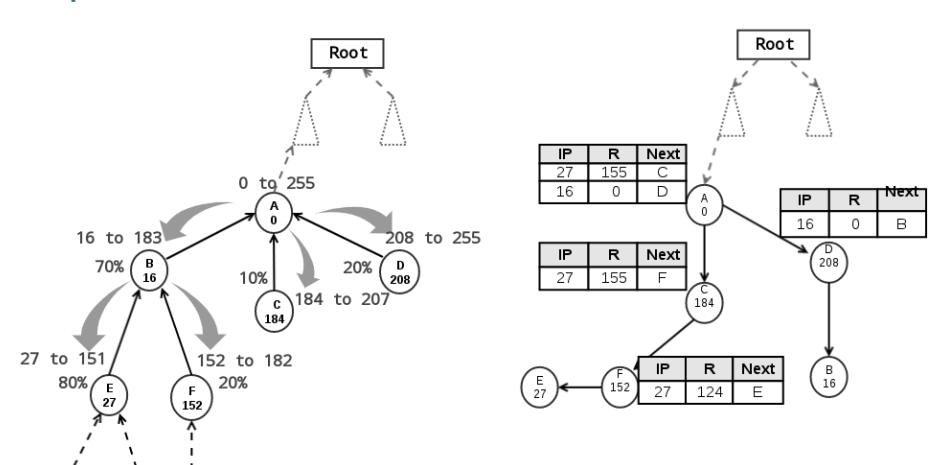 Root
0 to 255
A
0
16 to 183
208 to 255
B
16
70%
10%
20%
D
208
184 to 207
C
184
27 to 151
152 to 182
80%
20%
E
27
F
152
Root
IP R Next
27 155 C
16 0 D
A
0
IP R Next
16 0 B
D
208
IP R Next
27 155 F
C
184
B
16
E
27
F
152
IP R Next
27 124 E